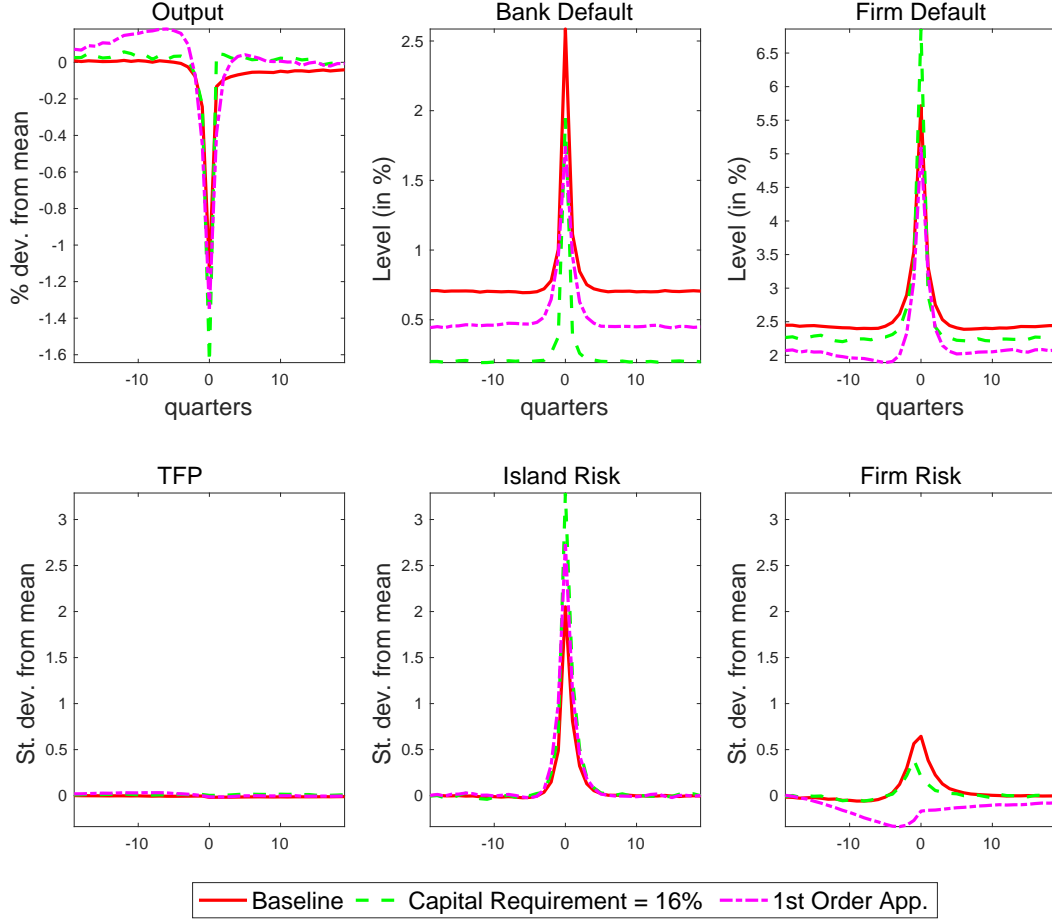 Output
Bank Default
Firm Default
0
-0.2
-0.4
-0.6
-0.8
-1
-1.2
-1.4
-1.6
% dev. from mean
-10 0 10
quarters
2.5
2
1.5
1
0.5
Level (in %)
-10 0 10
quarters
6.5
6
5.5
5
4.5
4
3.5
3
2.5
2
Level (in %)
-10 0 10
quarters
TFP
Island Risk
Firm Risk
3
2.5
2
1.5
1
0.5
0
St. dev. from mean
-10 0 10
3
2.5
2
1.5
1
0.5
0
St. dev. from mean
-10 0 10
3
2.5
2
1.5
1
0.5
0
St. dev. from mean
-10 0 10
Baseline Capital Requirement = 16% 1st Order App.